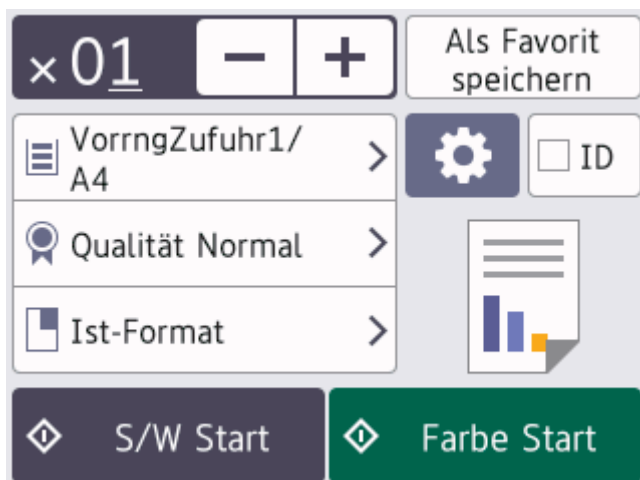 ×01
Als Favorit
speichern
VorrngZufuhr1/
A4
ID
Qualität Normal
Ist-Format
S/W Start
Farbe Start